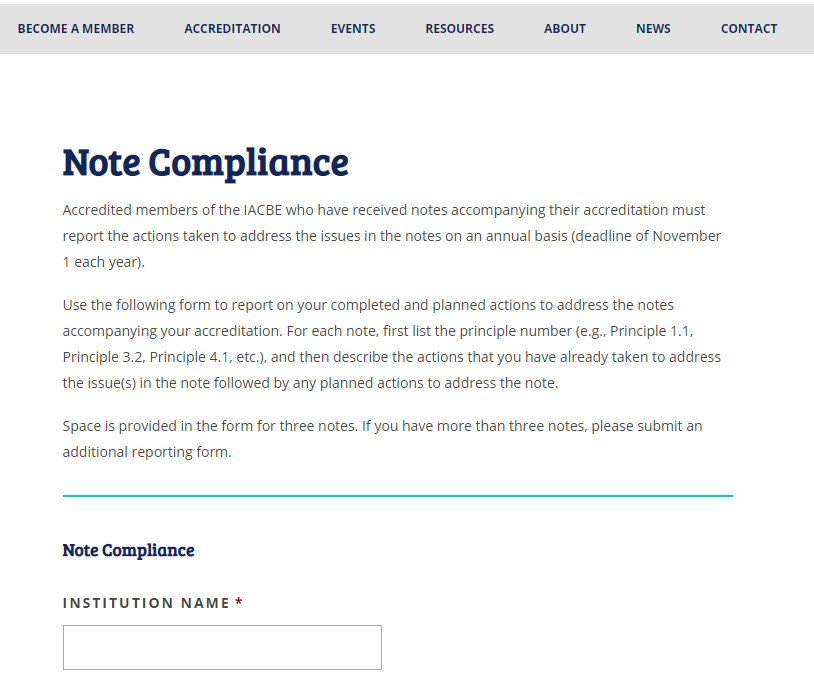 BECOME A MEMBER ACCREDITATION EVENTS RESOURCES ABOUT NEWS CONTACT
Note Compliance
Accredited members of the IACBE who have received notes accompanying their accreditation must
report the actions taken to address the issues in the notes on an annual basis (deadline of November
1 each year).
Use the following form to report on your completed and planned actions to address the notes
accompanying your accreditation. For each note, first list the principle number (e.g., Principle 1.1,
Principle 3.2, Principle 4.1, etc.), and then describe the actions that you have already taken to address
the issue(s) in the note followed by any planned actions to address the note.
Space is provided in the form for three notes. If you have more than three notes, please submit an
additional reporting form.
Note Compliance
INSTITUTION NAME *